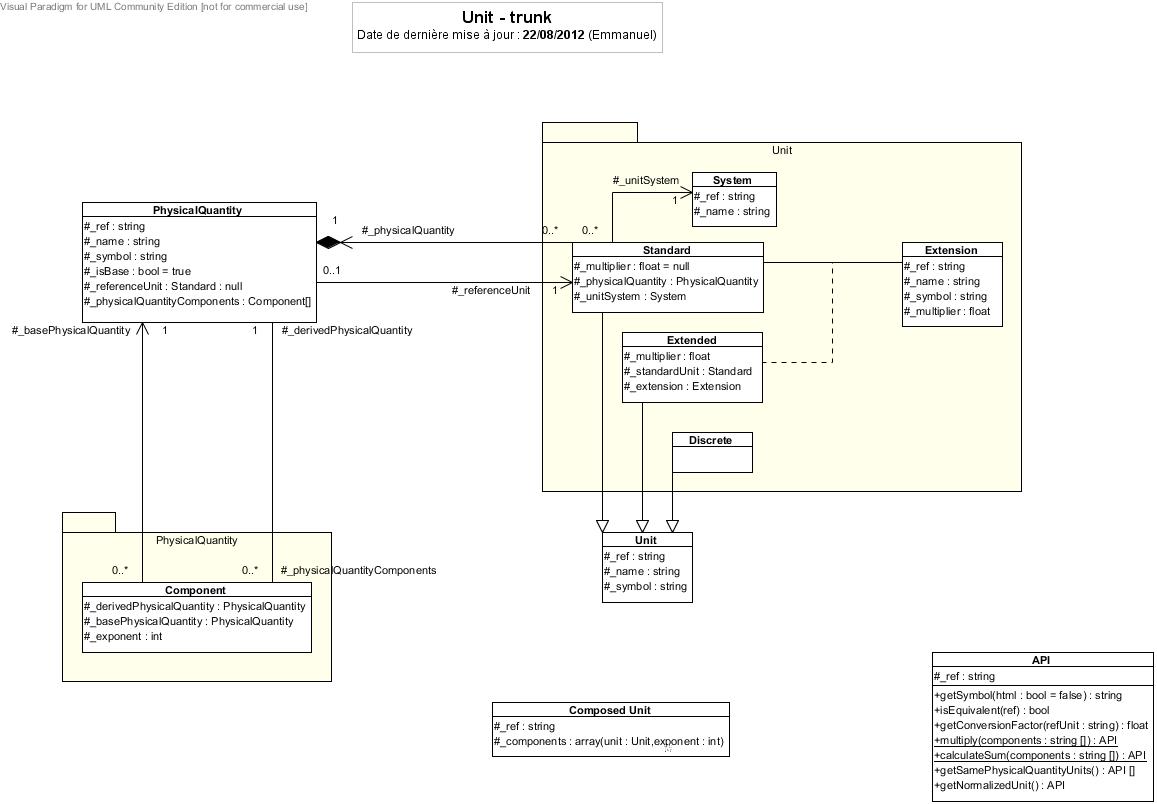 Visual Paradigm for UML Community Edition [not for commercial use]
Unit - trunk
Date de dernière mise à jour : 22/08/2012 (Emmanuel)
Unit
#_unitSystem
1
System
#_ref : string
#_name : string
PhysicalQuantity
#_ref : string
#_name : string
#_symbol : string
#_isBase : bool = true
#_referenceUnit : Standard : null
#_physicalQuantityComponents : Component[]
1
#_physicalQuantity
0..*
0..*
0..1
#_referenceUnit
1
Standard
#_multiplier : float = null
#_physicalQuantity : PhysicalQuantity
#_unitSystem : System
Extension
#_ref : string
#_name : string
#_symbol : string
#_multiplier : float
Extended
#_multiplier : float
#_standardUnit : Standard
#_extension : Extension
Discrete
#_basePhysicalQuantity
1
1
#_derivedPhysicalQuantity
PhysicalQuantity
0..*
0..*
#_physicalQuantityComponents
Component
#_derivedPhysicalQuantity : PhysicalQuantity
#_basePhysicalQuantity : PhysicalQuantity
#_exponent : int
Unit
#_ref : string
#_name : string
#_symbol : string
Composed Unit
#_ref : string
#_components : array(unit : Unit,exponent : int)
API
#_ref : string
+getSymbol(html : bool = false) : string
+isEquivalent(ref) : bool
+getConversionFactor(refUnit : string) : float
+multiply(components : string []) : API
+calculateSum(components : string []) : API
+getSamePhysicalQuantityUnits() : API []
+getNormalizedUnit() : API